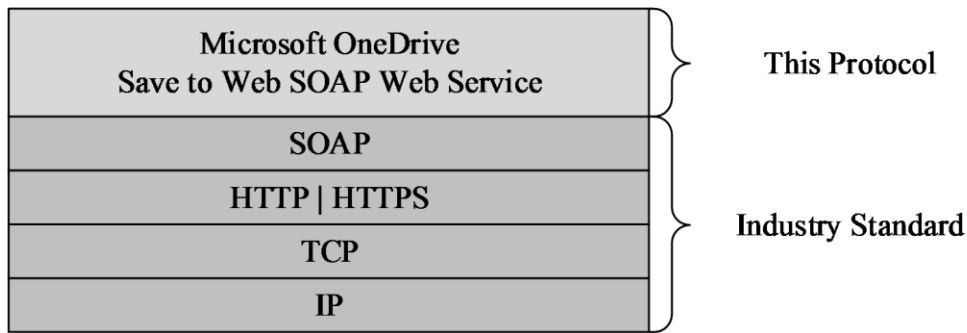 Microsoft OneDrive
Save to Web SOAP Web Service
This Protocol
SOAP
HTTP | HTTPS
TCP
IP
Industry Standard